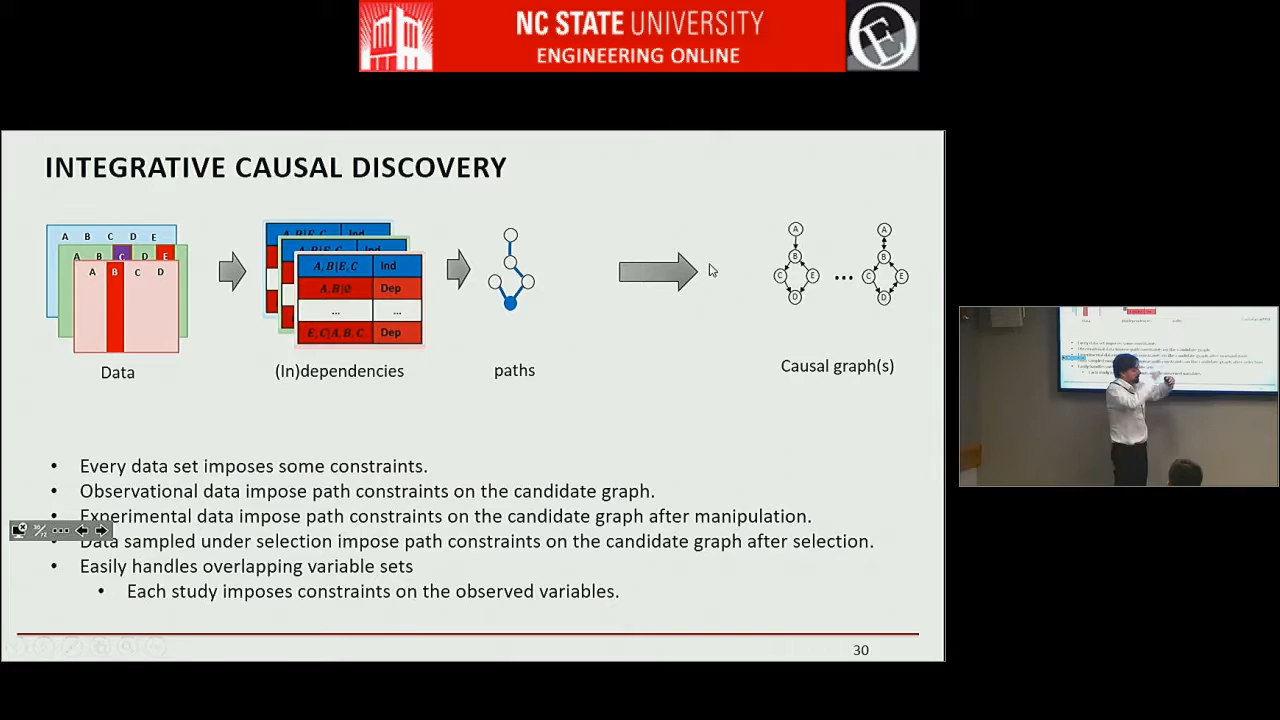 NC STATE UNIVERSITY
ENGINEERING ONLINE
INTEGRATIVE CAUSAL DISCOVERY
A B C D E
A B C D E
A B C D
Data
A, B|E, C Ind
A, B|E, C Ind
A, B|E, C Ind
A, B|∅ Dep
... ...
E, C|A, B, C Dep
(In)dependencies
paths
A
B
C E
D
...
A
B
C E
D
Causal graph(s)
• Every data set imposes some constraints.
• Observational data impose path constraints on the candidate graph.
• Experimental data impose path constraints on the candidate graph after manipulation.
• Data sampled under selection impose path constraints on the candidate graph after selection.
• Easily handles overlapping variable sets
• Each study imposes constraints on the observed variables.
30